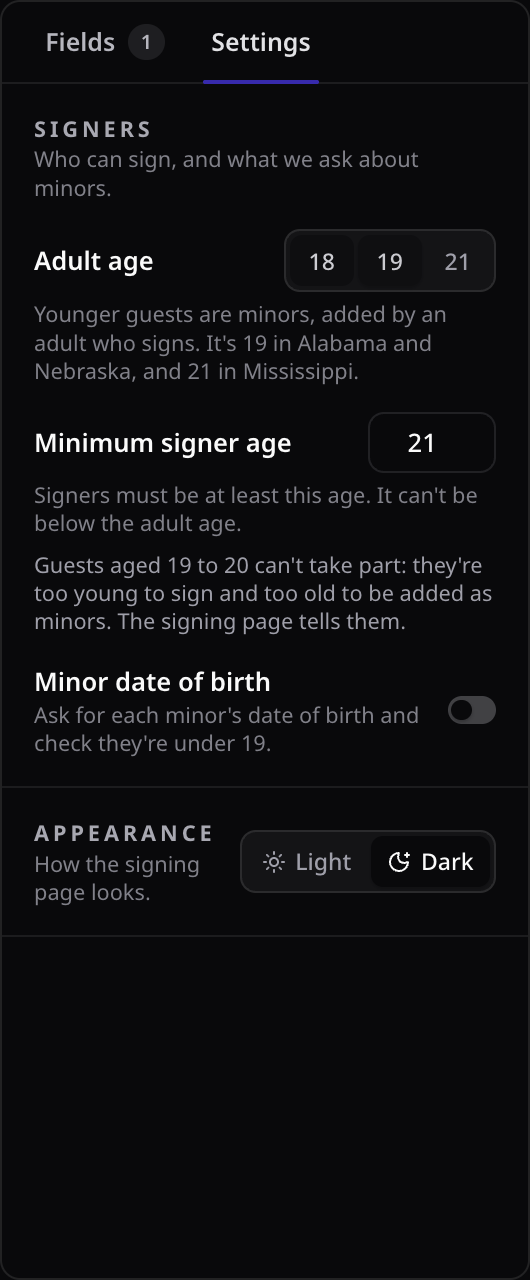 Fields 1 Settings
SIGNERS
Who can sign, and what we ask about
minors.
Adult age 18 19 21
Younger guests are minors, added by an
adult who signs. It's 19 in Alabama and
Nebraska, and 21 in Mississippi.
Minimum signer age 21
Signers must be at least this age. It can't be
below the adult age.
Guests aged 19 to 20 can't take part: they're
too young to sign and too old to be added as
minors. The signing page tells them.
Minor date of birth
Ask for each minor's date of birth and
check they're under 19.
APPEARANCE
How the signing
page looks.
Light Dark